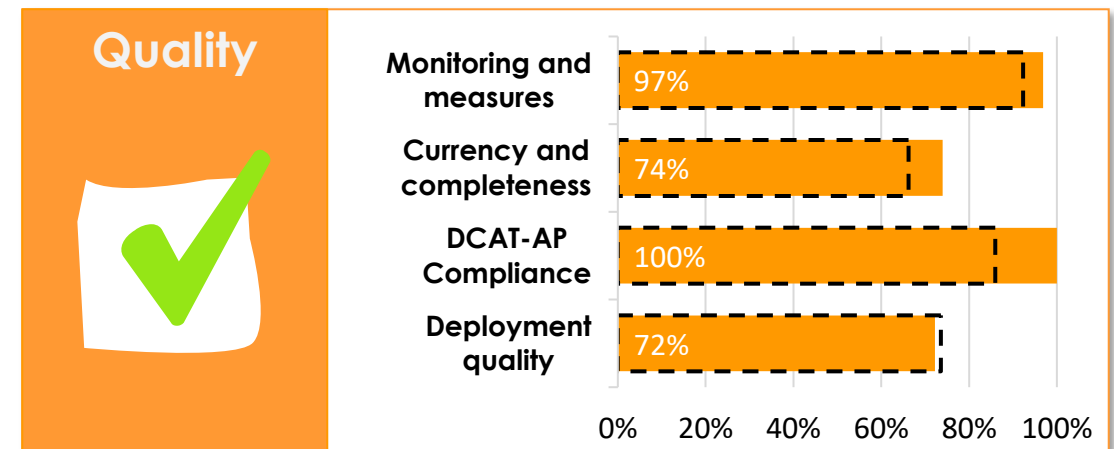 Quality
Monitoring and
measures
97%
Currency and
completeness
74%
DCAT-AP
Compliance
100%
Deployment
quality
72%
0% 20% 40% 60% 80% 100%